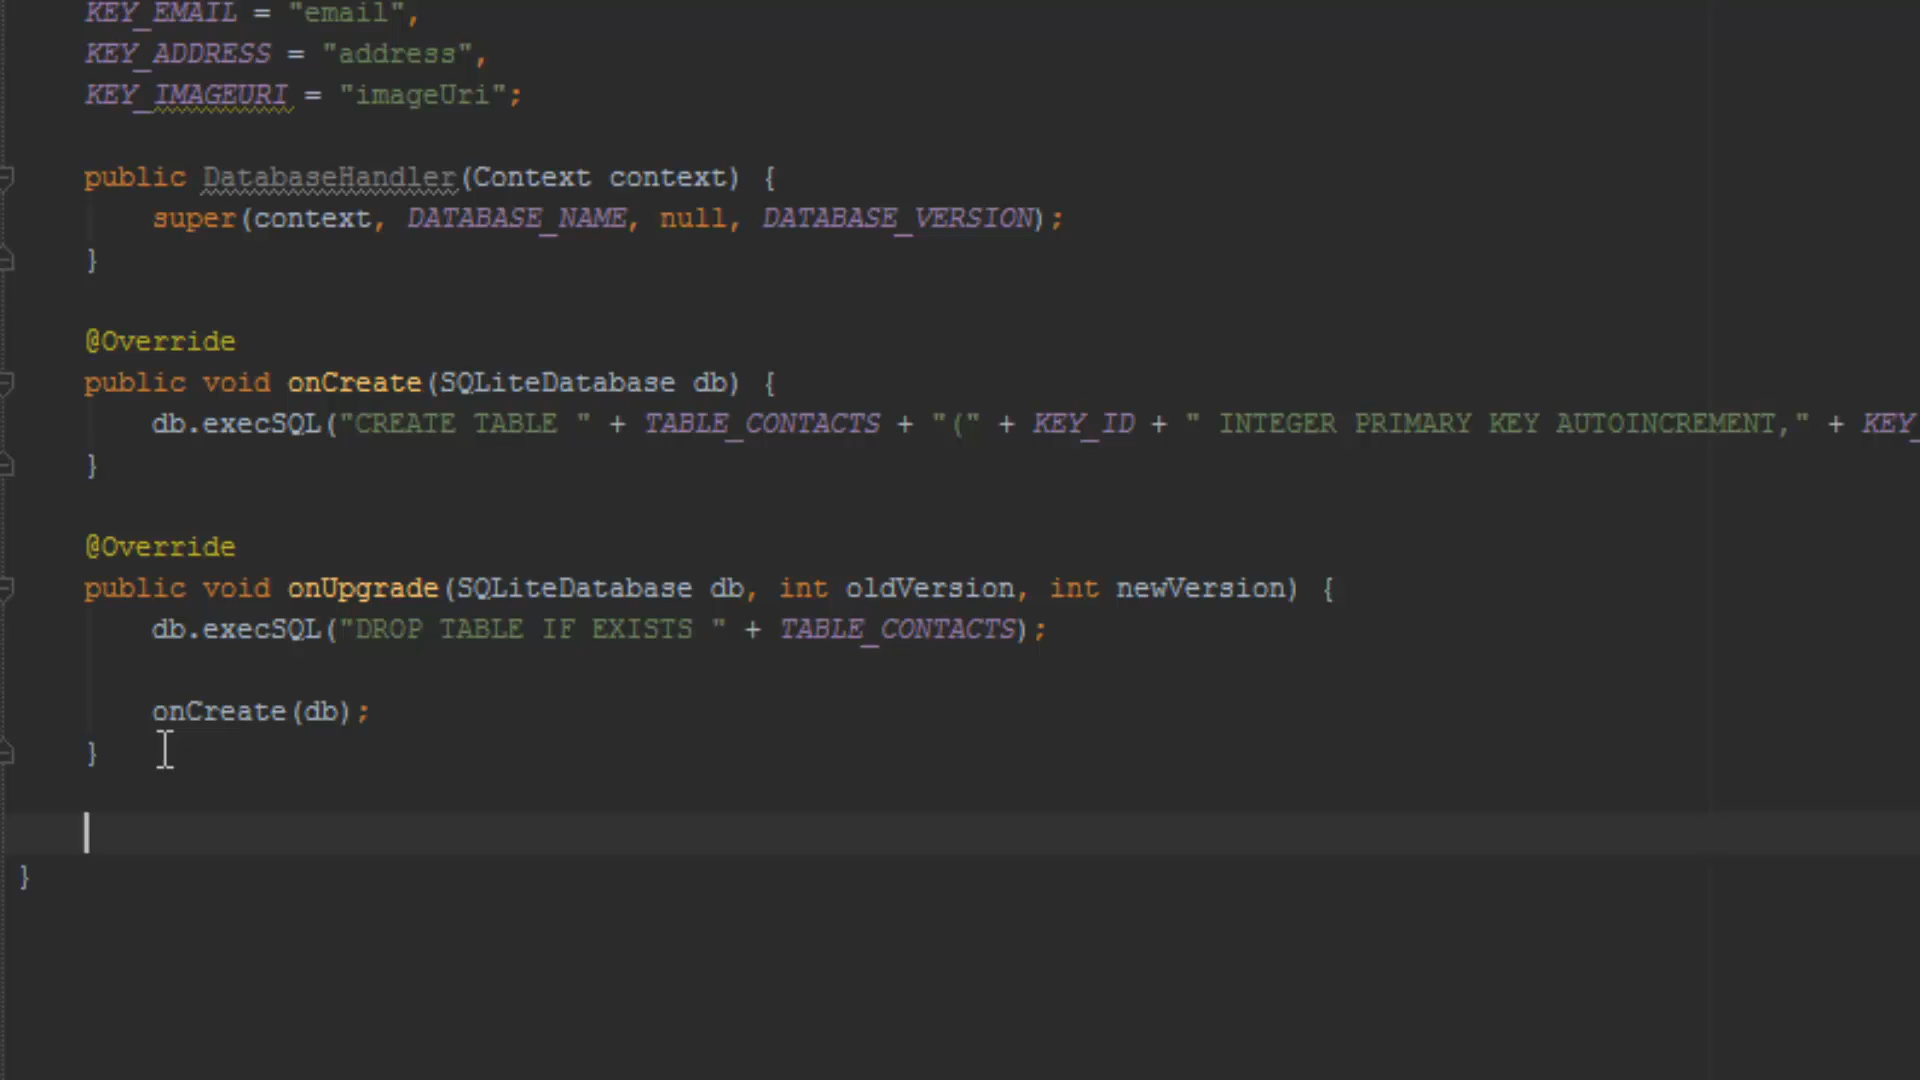 KEY_EMAIL = "email",
KEY_ADDRESS = "address",
KEY_IMAGEURI = "imageUri";
public DatabaseHandler(Context context) {
super(context, DATABASE_NAME, null, DATABASE_VERSION);
}
@Override
public void onCreate(SQLiteDatabase db) {
db.execSQL("CREATE TABLE " + TABLE_CONTACTS + "(" + KEY_ID + " INTEGER PRIMARY KEY AUTOINCREMENT," + KEY_
}
@Override
public void onUpgrade(SQLiteDatabase db, int oldVersion, int newVersion) {
db.execSQL("DROP TABLE IF EXISTS " + TABLE_CONTACTS);
onCreate(db);
}
}